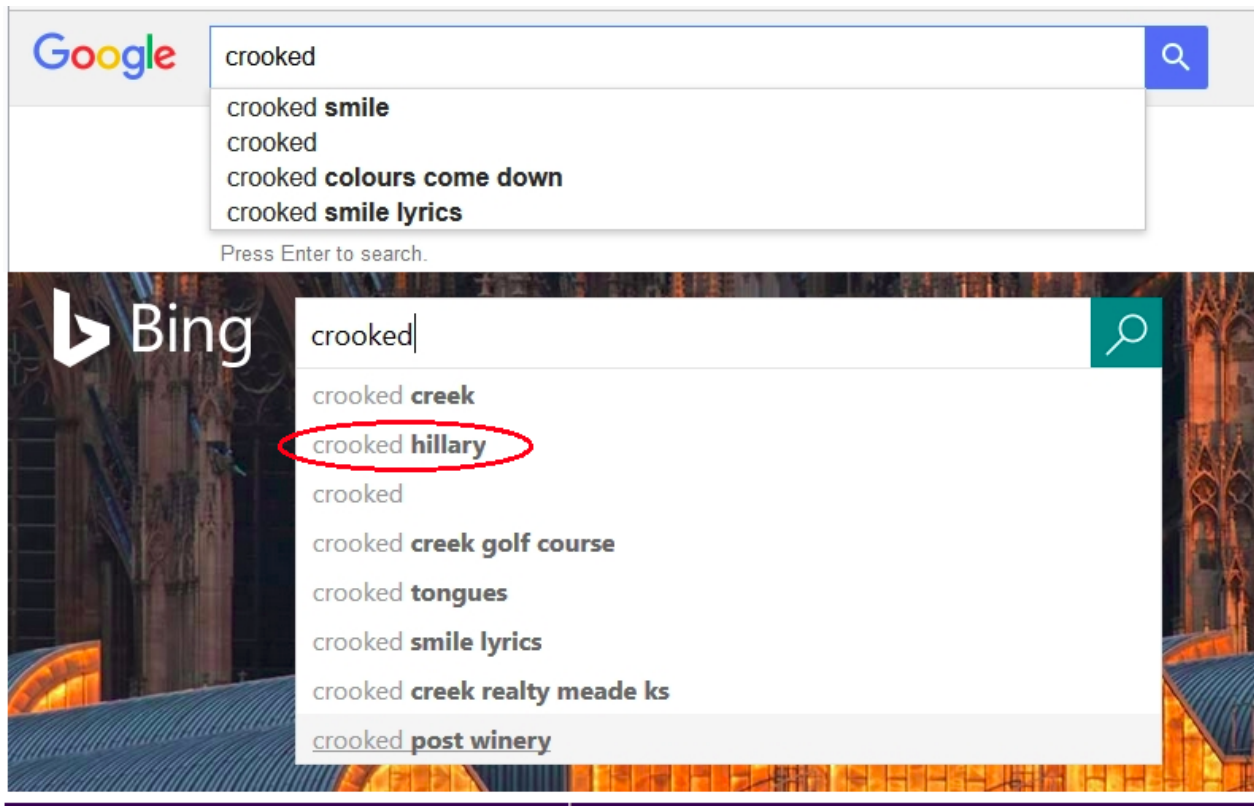 Google
crooked
crooked smile
crooked
crooked colours come down
crooked smile lyrics
Press Enter to search.
Bing
crooked
crooked creek
crooked hillary
crooked
crooked creek golf course
crooked tongues
crooked smile lyrics
crooked creek realty meade ks
crooked post winery